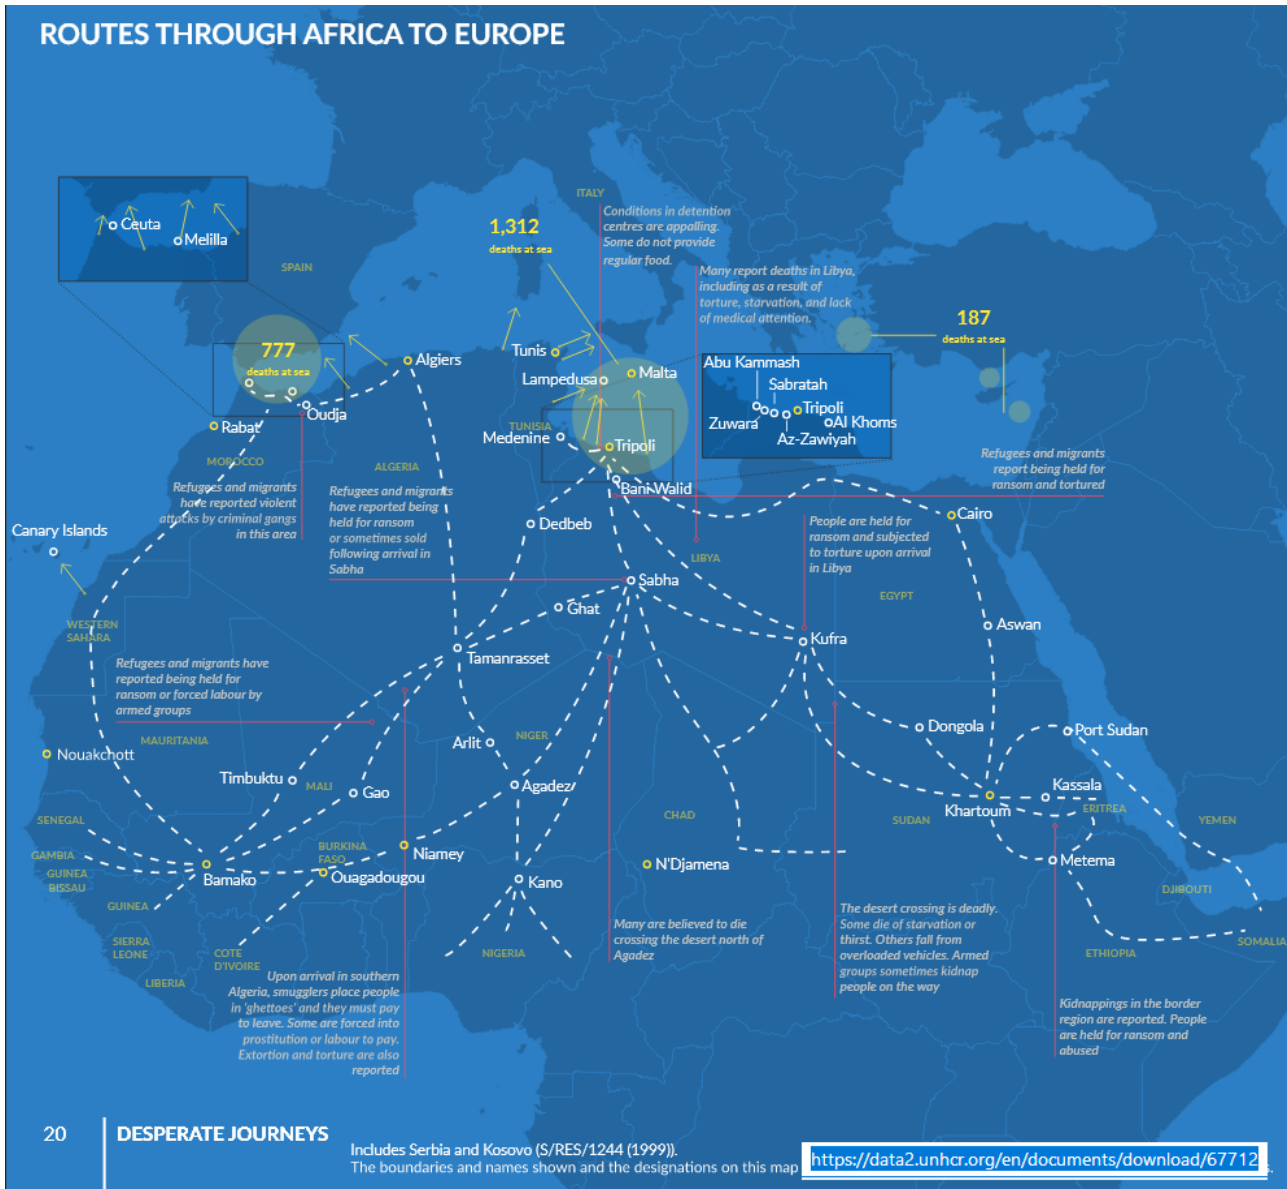 ROUTES THROUGH AFRICA TO EUROPE
Ceuta
Melilla
SPAIN
ITALY
1,312
deaths at sea
Conditions in detention
centres are appalling.
Some do not provide
regular food.
Many report deaths in Libya,
including as a result of
torture, starvation, and lack
of medical attention.
187
deaths at sea
777
deaths at sea
Algiers
Tunis
Lampedusa
Malta
Abu Kammash
Sabratah
Tripoli
Zuwara
Al Khoms
Az-Zawiyah
Oudja
Rabat
TUNISIA
Medenine
Tripoli
MOROCCO
ALGERIA
Bani-Walid
Refugees and migrants
report being held for
ransom and tortured
Refugees and migrants
have reported violent
attacks by criminal gangs
in this area
Refugees and migrants
have reported being
held for ransom
or sometimes sold
following arrival in
Sabha
Canary Islands
Dedbeb
People are held for
ransom and subjected
to torture upon arrival
in Libya
Cairo
LIBYA
Sabha
EGYPT
Ghat
WESTERN
SAHARA
Aswan
Kufra
Tamanrasset
Refugees and migrants have
reported being held for
ransom or forced labour by
armed groups
MAURITANIA
Nouakchott
Arlit
NIGER
Dongola
Port Sudan
Timbuktu
MALI
Gao
Agadez
Kassala
Khartoum
ERITREA
SENEGAL
CHAD
SUDAN
YEMEN
GAMBIA
GUINEA
BISSAU
BURKINA
FASO
Niamey
Metema
Bamako
Ouagadougou
N'Djamena
Kano
DJIBOUTI
GUINEA
SIERRA
LEONE
COTE
D'IVOIRE
NIGERIA
LIBERIA
Many are believed to die
crossing the desert north of
Agadez
The desert crossing is deadly.
Some die of starvation or
thirst. Others fall from
overloaded vehicles. Armed
groups sometimes kidnap
people on the way
SOMALIA
ETHIOPIA
Upon arrival in southern
Algeria, smugglers place people
in 'ghettoes' and they must pay
to leave. Some are forced into
prostitution or labour to pay.
Extortion and torture are also
reported
Kidnappings in the border
region are reported. People
are held for ransom and
abused
20
DESPERATE JOURNEYS
Includes Serbia and Kosovo (S/RES/1244 (1999)).
The boundaries and names shown and the designations on this map
https://data2.unhcr.org/en/documents/download/67712